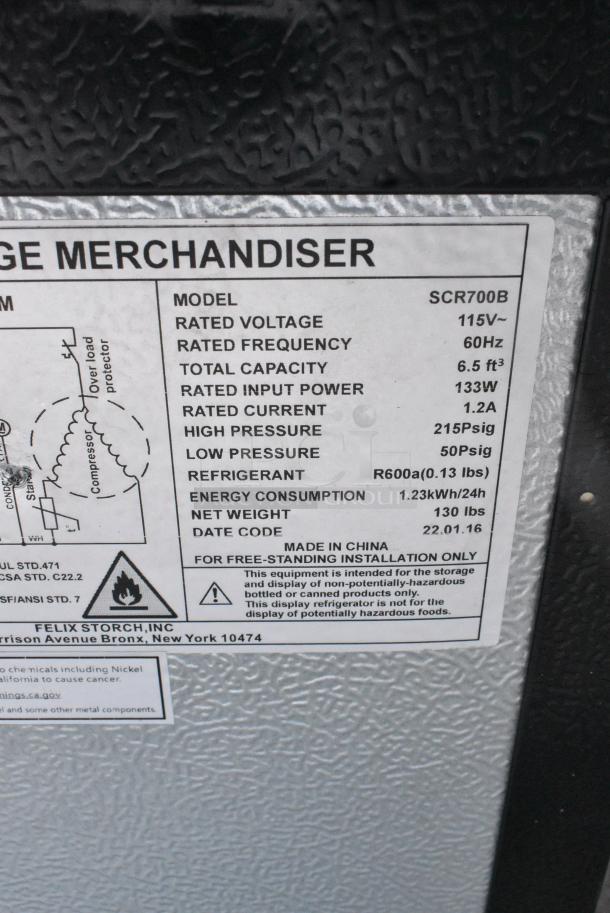 GE MERCHANDISER
M
Over load protector
Compressor
WH
MODEL SCR700B
RATED VOLTAGE 115V~
RATED FREQUENCY 60Hz
TOTAL CAPACITY 6.5 ft³
RATED INPUT POWER 133W
RATED CURRENT 1.2A
HIGH PRESSURE 215Psig
LOW PRESSURE 50Psig
REFRIGERANT R600a(0.13 lbs)
ENERGY CONSUMPTION 1.23kWh/24h
NET WEIGHT 130 lbs
DATE CODE 22.01.16
MADE IN CHINA
FOR FREE-STANDING INSTALLATION ONLY
UL STD.471
CSA STD. C22.2
SF/ANSI STD. 7
This equipment is intended for the storage
and display of non-potentially-hazardous
bottled or canned products only.
This display refrigerator is not for the
display of potentially hazardous foods.
FELIX STORCH,INC
rrison Avenue Bronx, New York 10474
o chemicals including Nickel
alifornia to cause cancer.
nings.ca.gov
el and some other metal components.